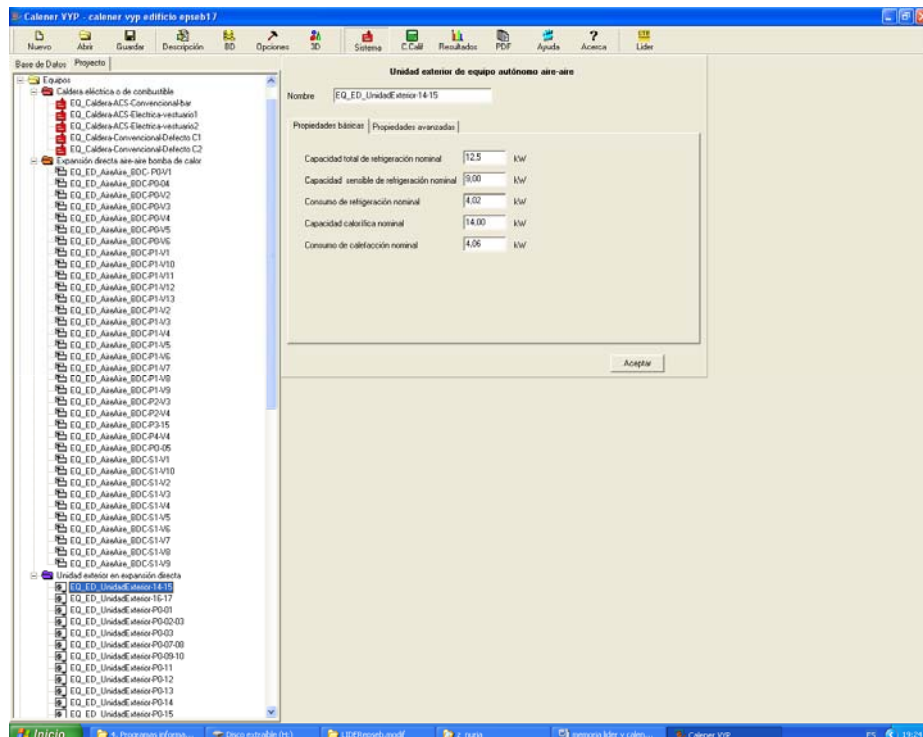 Calener VYP - calener vyp edificio epseb17
Nuevo Abrir Guardar Descripción BD Opciones 3D Sistema C.Calif Resultados PDF Ayuda Acerca Lider
Base de Datos Proyecto
Equipos
Caldera eléctrica o de combustible
EQ_Caldera-ACS-Convencional-bar
EQ_Caldera-ACS-Electrica-vestuario1
EQ_Caldera-ACS-Electrica-vestuario2
EQ_Caldera-Convencional-Defecto C1
EQ_Caldera-Convencional-Defecto C2
Expansión directa aire-aire bomba de calor
EQ_ED_AireAire_BDC- P0-V1
EQ_ED_AireAire_BDC-P0-04
EQ_ED_AireAire_BDC-P0-V2
EQ_ED_AireAire_BDC-P0-V3
EQ_ED_AireAire_BDC-P0-V4
EQ_ED_AireAire_BDC-P0-V5
EQ_ED_AireAire_BDC-P0-V6
EQ_ED_AireAire_BDC-P1-V1
EQ_ED_AireAire_BDC-P1-V10
EQ_ED_AireAire_BDC-P1-V11
EQ_ED_AireAire_BDC-P1-V12
EQ_ED_AireAire_BDC-P1-V13
EQ_ED_AireAire_BDC-P1-V2
EQ_ED_AireAire_BDC-P1-V3
EQ_ED_AireAire_BDC-P1-V4
EQ_ED_AireAire_BDC-P1-V5
EQ_ED_AireAire_BDC-P1-V6
EQ_ED_AireAire_BDC-P1-V7
EQ_ED_AireAire_BDC-P1-V8
EQ_ED_AireAire_BDC-P1-V9
EQ_ED_AireAire_BDC-P2-V3
EQ_ED_AireAire_BDC-P2-V4
EQ_ED_AireAire_BDC-P3-15
EQ_ED_AireAire_BDC-P4-V4
EQ_ED_AireAire_BDC-P0-05
EQ_ED_AireAire_BDC-S1-V1
EQ_ED_AireAire_BDC-S1-V10
EQ_ED_AireAire_BDC-S1-V2
EQ_ED_AireAire_BDC-S1-V3
EQ_ED_AireAire_BDC-S1-V4
EQ_ED_AireAire_BDC-S1-V5
EQ_ED_AireAire_BDC-S1-V6
EQ_ED_AireAire_BDC-S1-V7
EQ_ED_AireAire_BDC-S1-V8
EQ_ED_AireAire_BDC-S1-V9
Unidad exterior en expansión directa
EQ_ED_UnidadExterior-14-15
EQ_ED_UnidadExterior-16-17
EQ_ED_UnidadExterior-P0-01
EQ_ED_UnidadExterior-P0-02-03
EQ_ED_UnidadExterior-P0-03
EQ_ED_UnidadExterior-P0-07-08
EQ_ED_UnidadExterior-P0-09-10
EQ_ED_UnidadExterior-P0-11
EQ_ED_UnidadExterior-P0-12
EQ_ED_UnidadExterior-P0-13
EQ_ED_UnidadExterior-P0-14
EQ_ED_UnidadExterior-P0-15
Unidad exterior de equipo autónomo aire-aire
Nombre EQ_ED_UnidadExterior-14-15
Propiedades básicas Propiedades avanzadas
Capacidad total de refrigeración nominal 12,5 kW
Capacidad sensible de refrigeración nominal 9,00 kW
Consumo de refrigeración nominal 4,02 kW
Capacidad calorífica nominal 14,00 kW
Consumo de calefacción nominal 4,06 kW
Aceptar
Inicio 4. Programas informa... Disco extraíble (H:) LIDERepseb.modif z_nuria memoria lider y calen... Calener VYP ES